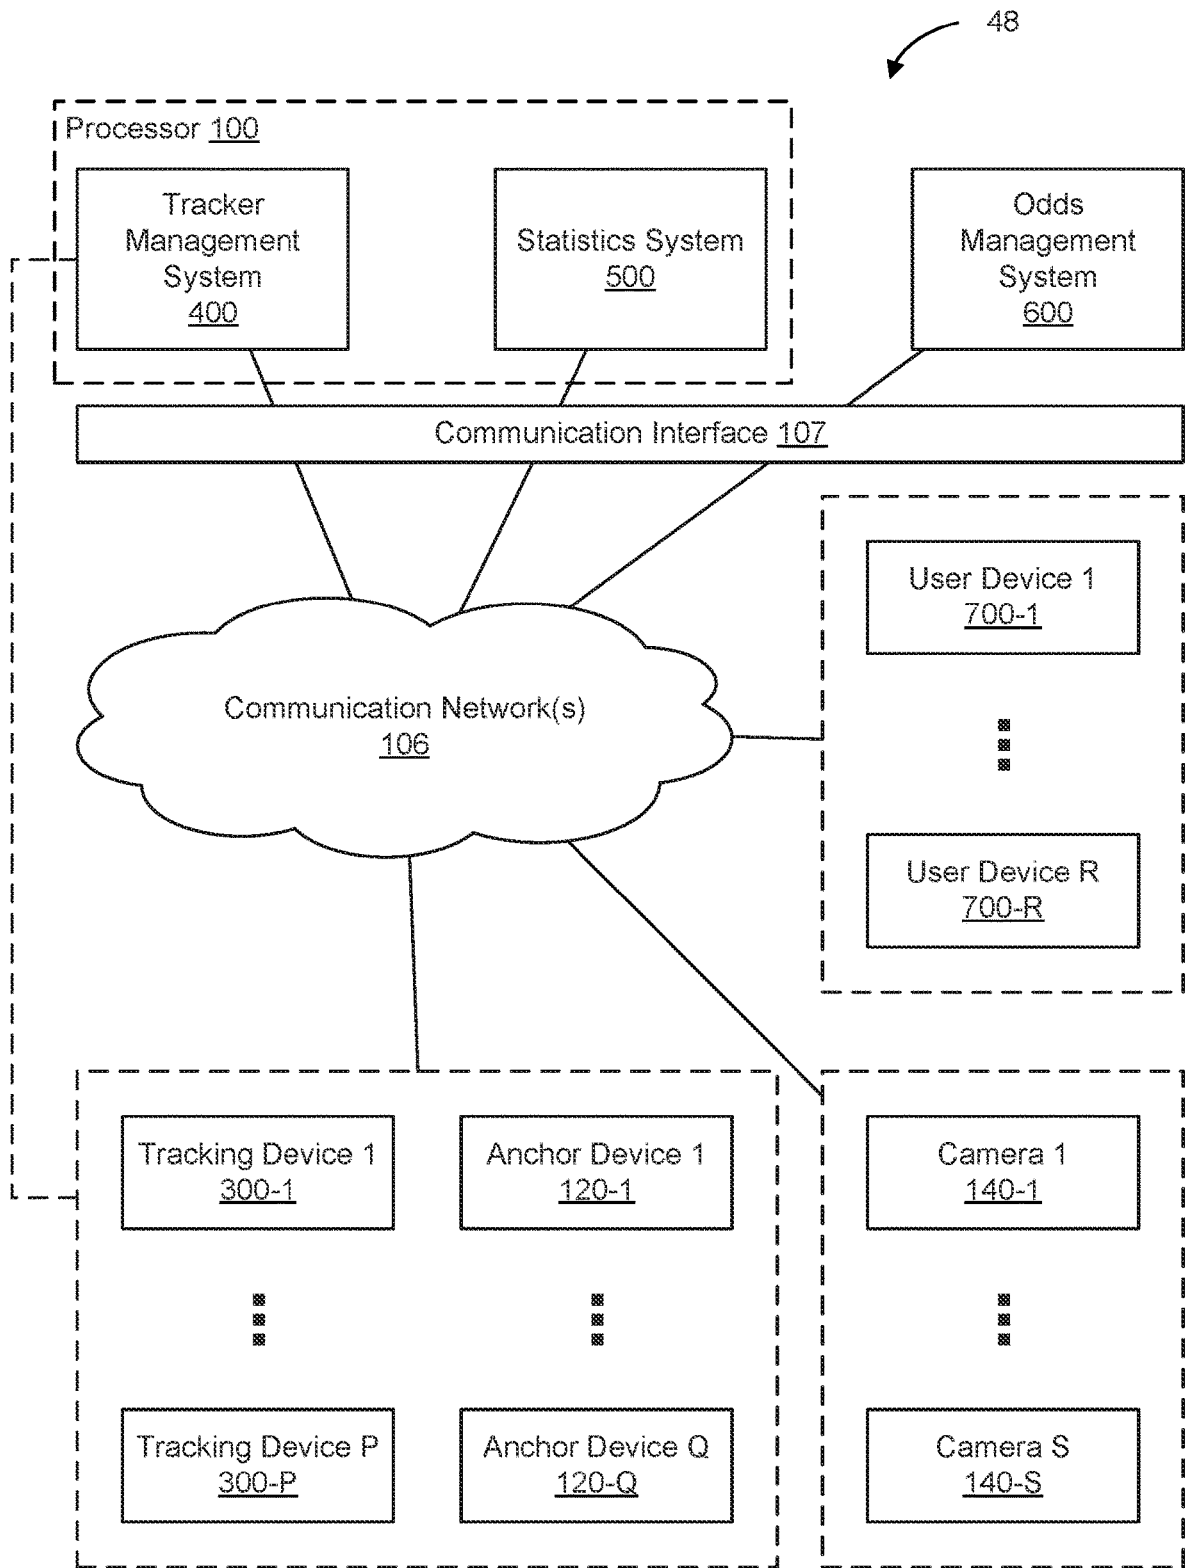 48
Processor 100
Tracker
Management
System
400
Statistics System
500
Odds
Management
System
600
Communication Interface 107
Communication Network(s)
106
User Device 1
700-1
User Device R
700-R
Tracking Device 1
300-1
Anchor Device 1
120-1
Camera 1
140-1
Tracking Device P
300-P
Anchor Device Q
120-Q
Camera S
140-S